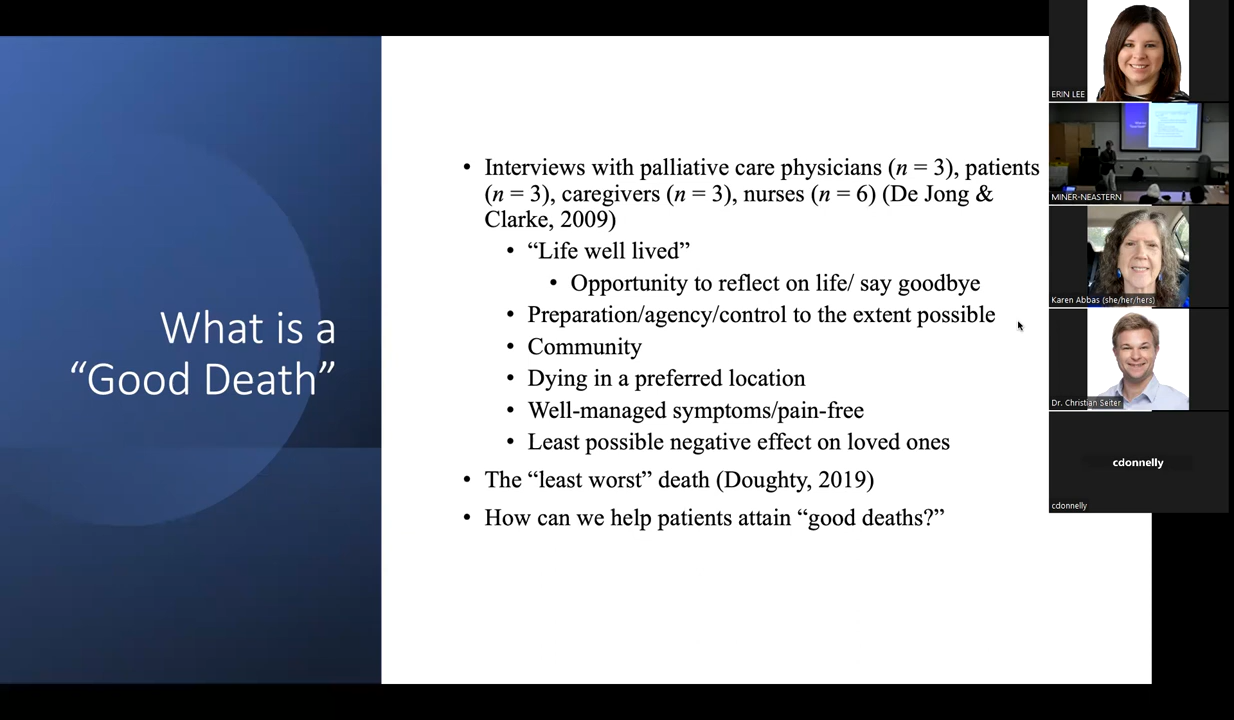 What is a
“Good Death”
• Interviews with palliative care physicians (n = 3), patients
(n = 3), caregivers (n = 3), nurses (n = 6) (De Jong &
Clarke, 2009)
• “Life well lived”
• Opportunity to reflect on life/ say goodbye
• Preparation/agency/control to the extent possible
• Community
• Dying in a preferred location
• Well-managed symptoms/pain-free
• Least possible negative effect on loved ones
• The “least worst” death (Doughty, 2019)
• How can we help patients attain “good deaths?”
ERIN LEE
MINER-NEASTERN
Karen Abbas (she/her/hers)
Dr. Christian Seiter
cdonnelly
cdonnelly